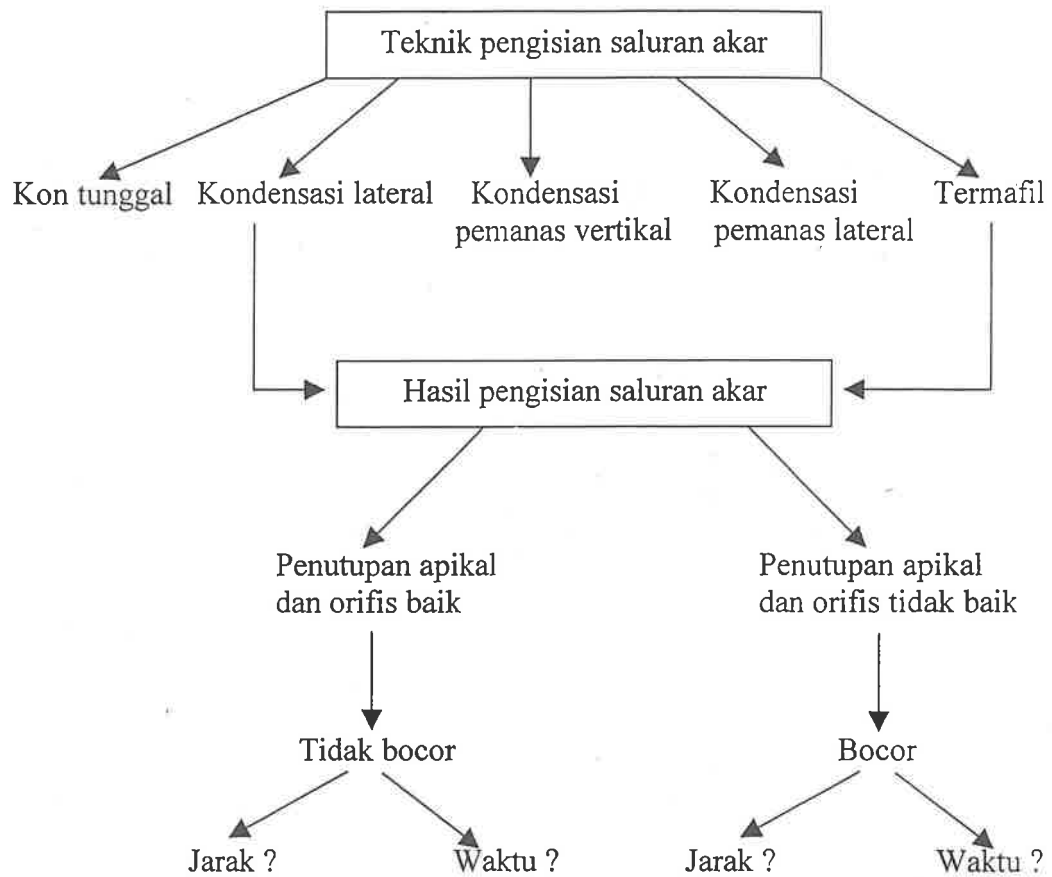 Teknik pengisian saluran akar
Kon tunggal
Kondensasi lateral
Kondensasi
pemanas vertikal
Kondensasi
pemanas lateral
Termafil
Hasil pengisian saluran akar
Penutupan apikal
dan orifis baik
Penutupan apikal
dan orifis tidak baik
Tidak bocor
Bocor
Jarak ?
Waktu ?
Jarak ?
Waktu ?